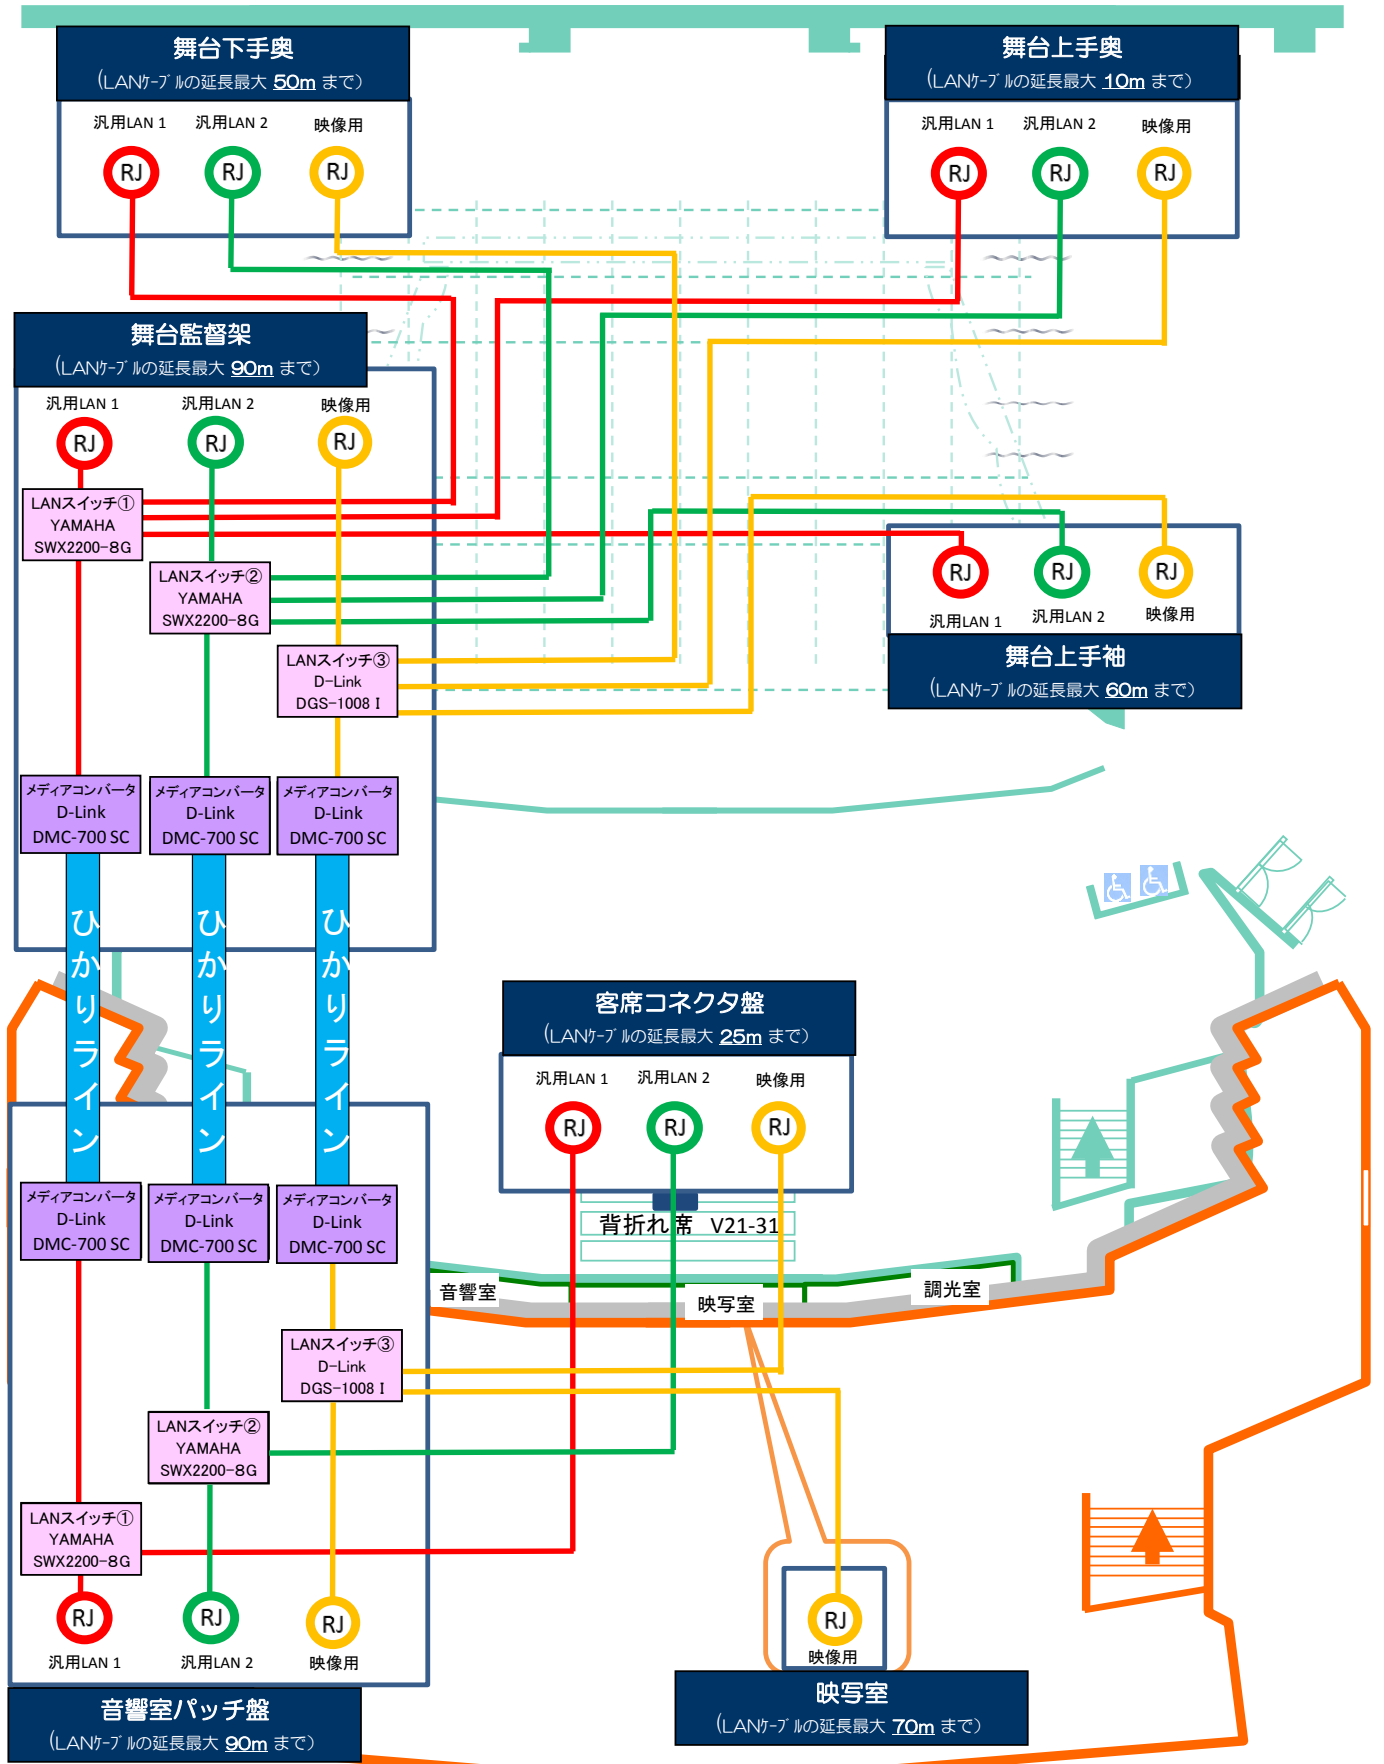 舞台下手奥
(LANｹｰﾌﾞﾙの延長最大 50m まで)
汎用LAN 1
汎用LAN 2
映像用
RJ
RJ
RJ
舞台上手奥
(LANｹｰﾌﾞﾙの延長最大 10m まで)
汎用LAN 1
汎用LAN 2
映像用
RJ
RJ
RJ
舞台監督架
(LANｹｰﾌﾞﾙの延長最大 90m まで)
汎用LAN 1
汎用LAN 2
映像用
RJ
RJ
RJ
LANスイッチ①
YAMAHA
SWX2200-8G
LANスイッチ②
YAMAHA
SWX2200-8G
LANスイッチ③
D-Link
DGS-1008 I
RJ
RJ
RJ
汎用LAN 1
汎用LAN 2
映像用
舞台上手袖
(LANｹｰﾌﾞﾙの延長最大 60m まで)
メディアコンバータ
D-Link
DMC-700 SC
メディアコンバータ
D-Link
DMC-700 SC
メディアコンバータ
D-Link
DMC-700 SC
ひかりライン
ひかりライン
ひかりライン
客席コネクタ盤
(LANｹｰﾌﾞﾙの延長最大 25m まで)
汎用LAN 1
汎用LAN 2
映像用
RJ
RJ
RJ
背折れ席 V21-31
音響室
映写室
調光室
メディアコンバータ
D-Link
DMC-700 SC
メディアコンバータ
D-Link
DMC-700 SC
メディアコンバータ
D-Link
DMC-700 SC
LANスイッチ③
D-Link
DGS-1008 I
LANスイッチ②
YAMAHA
SWX2200-8G
LANスイッチ①
YAMAHA
SWX2200-8G
RJ
RJ
RJ
汎用LAN 1
汎用LAN 2
映像用
音響室パッチ盤
(LANｹｰﾌﾞﾙの延長最大 90m まで)
RJ
映像用
映写室
(LANｹｰﾌﾞﾙの延長最大 70m まで)